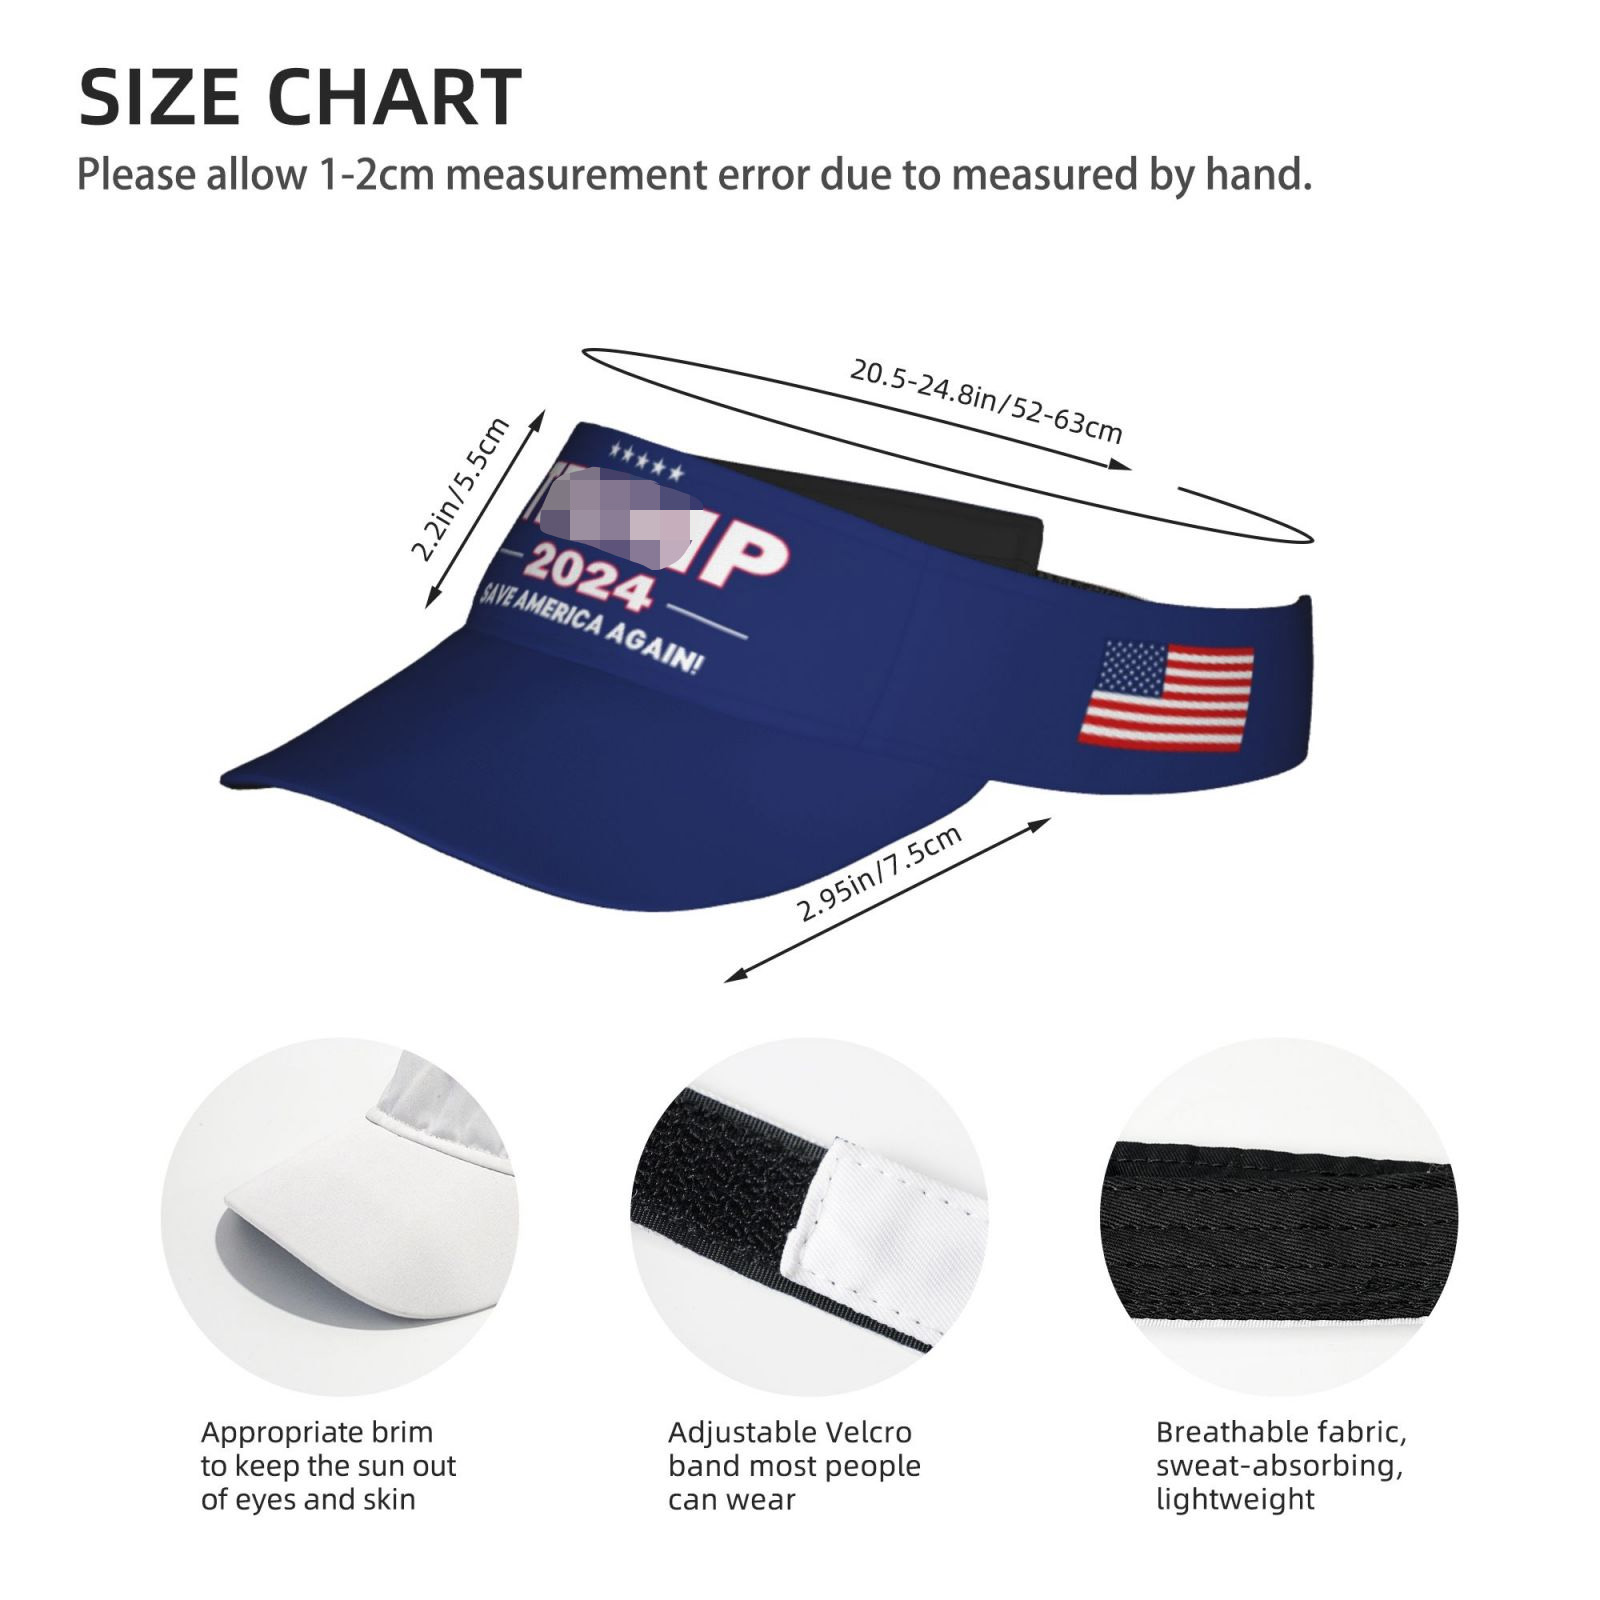 SIZE CHART
Please allow 1-2cm measurement error due to measured by hand.
20.5-24.8in/52-63cm
2.2in/5.5cm
2024
SAVE AMERICA AGAIN!
2.95in/7.5cm
Appropriate brim
to keep the sun out
of eyes and skin
Adjustable Velcro
band most people
can wear
Breathable fabric,
sweat-absorbing,
lightweight